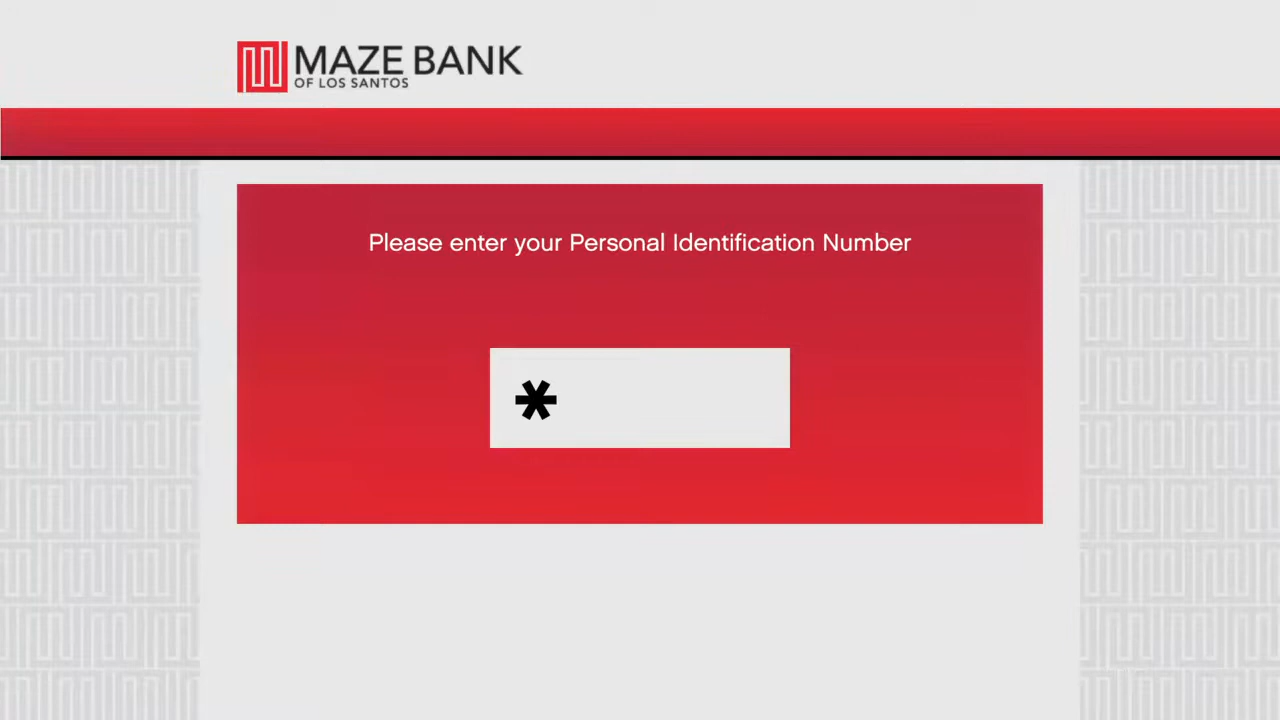 MAZE BANK
OF LOS SANTOS
Please enter your Personal Identification Number
*